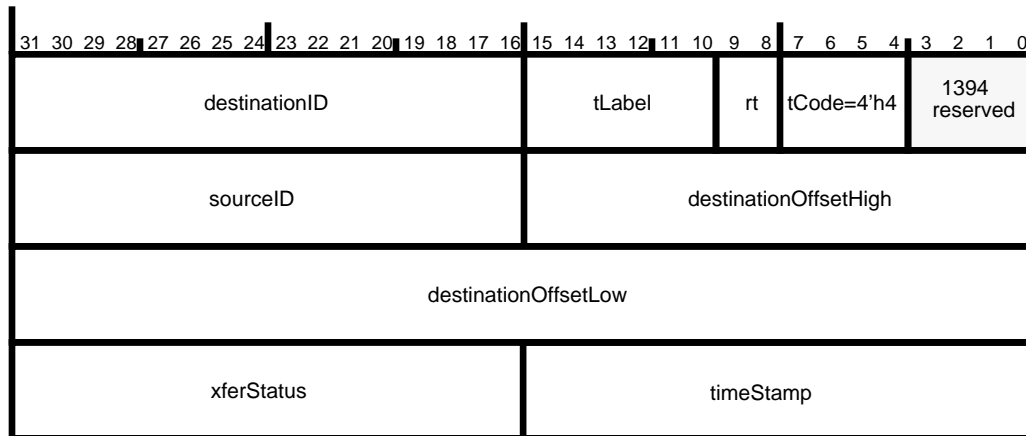 31 30 29 28 27 26 25 24 23 22 21 20 19 18 17 16 15 14 13 12 11 10 9 8 7 6 5 4 3 2 1 0
destinationID tLabel rt tCode=4’h4 1394
reserved
sourceID destinationOffsetHigh
destinationOffsetLow
xferStatus timeStamp